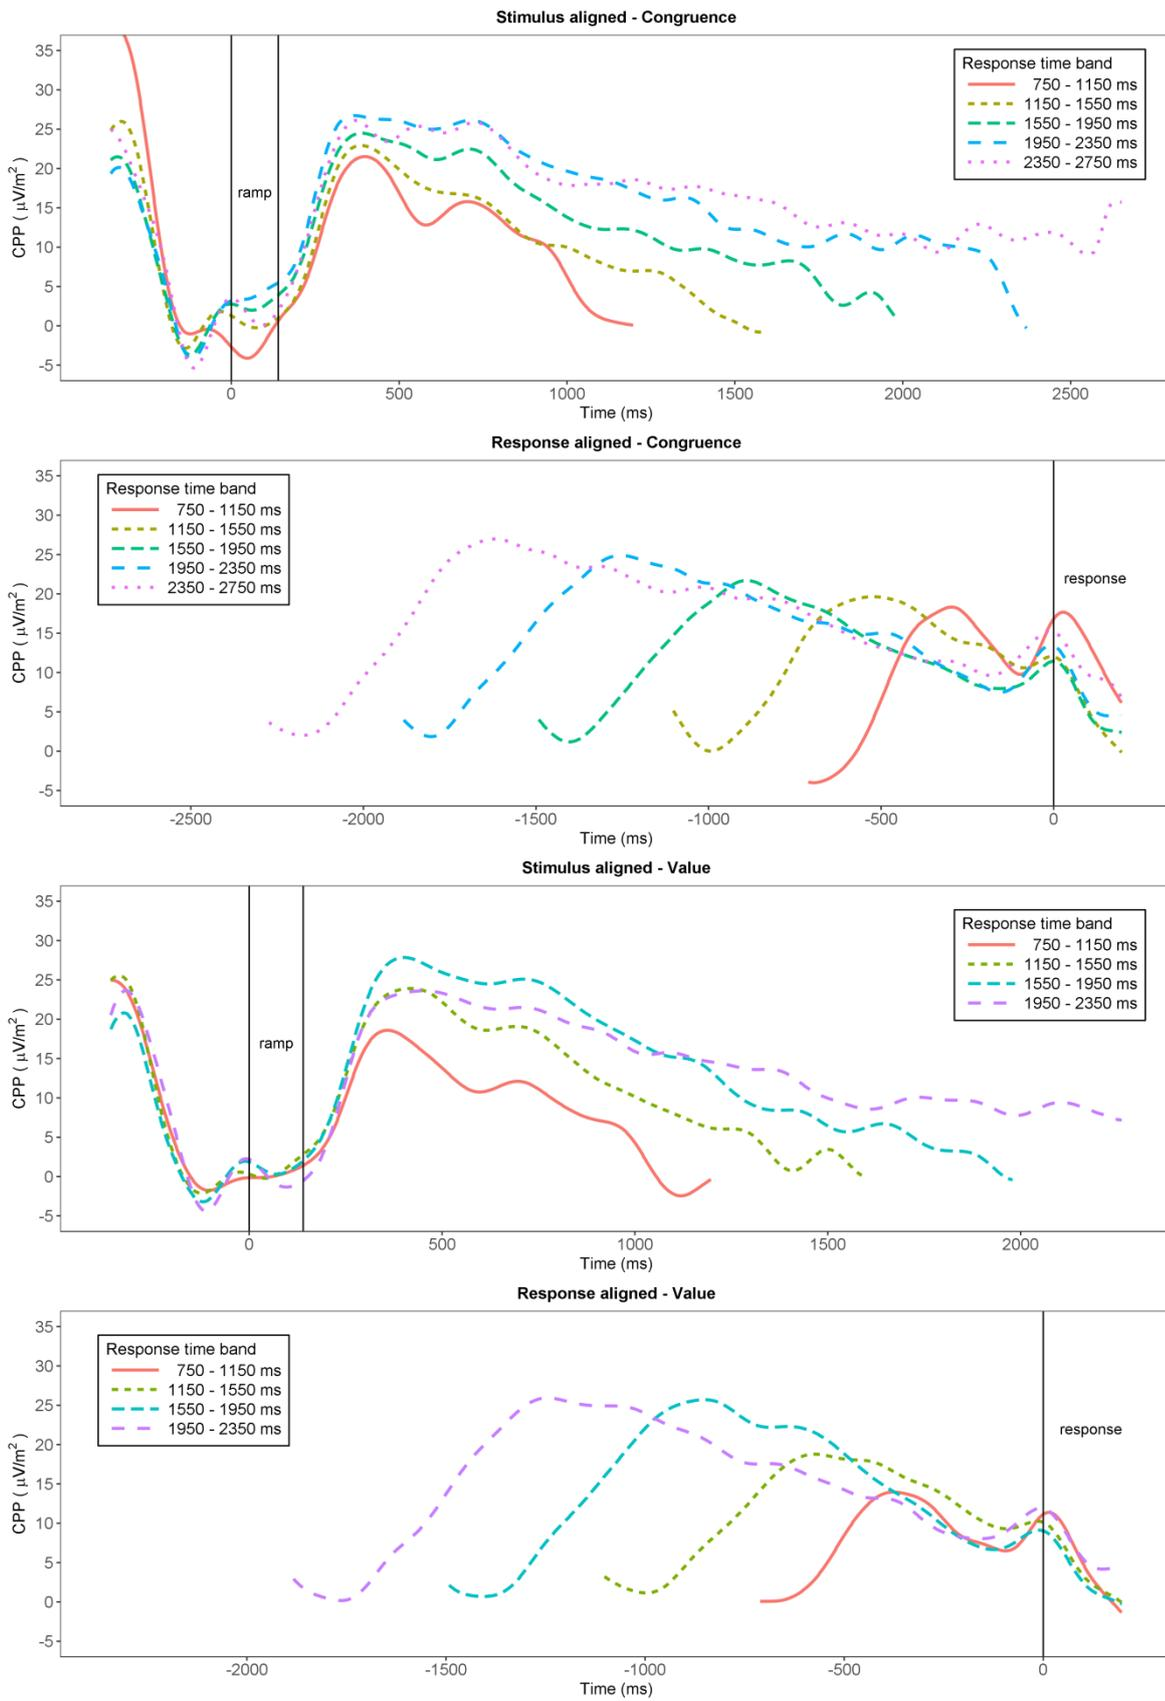 Stimulus aligned - Congruence
CPP ( μV/m²)
35
30
25
20
15
10
5
0
-5
ramp
Response time band
750 - 1150 ms
1150 - 1550 ms
1550 - 1950 ms
1950 - 2350 ms
2350 - 2750 ms
0 500 1000 1500 2000 2500
Time (ms)
Response aligned - Congruence
CPP ( μV/m²)
35
30
25
20
15
10
5
0
-5
Response time band
750 - 1150 ms
1150 - 1550 ms
1550 - 1950 ms
1950 - 2350 ms
2350 - 2750 ms
response
-2500 -2000 -1500 -1000 -500 0
Time (ms)
Stimulus aligned - Value
CPP ( μV/m²)
35
30
25
20
15
10
5
0
-5
ramp
Response time band
750 - 1150 ms
1150 - 1550 ms
1550 - 1950 ms
1950 - 2350 ms
0 500 1000 1500 2000
Time (ms)
Response aligned - Value
CPP ( μV/m²)
35
30
25
20
15
10
5
0
-5
Response time band
750 - 1150 ms
1150 - 1550 ms
1550 - 1950 ms
1950 - 2350 ms
response
-2000 -1500 -1000 -500 0
Time (ms)